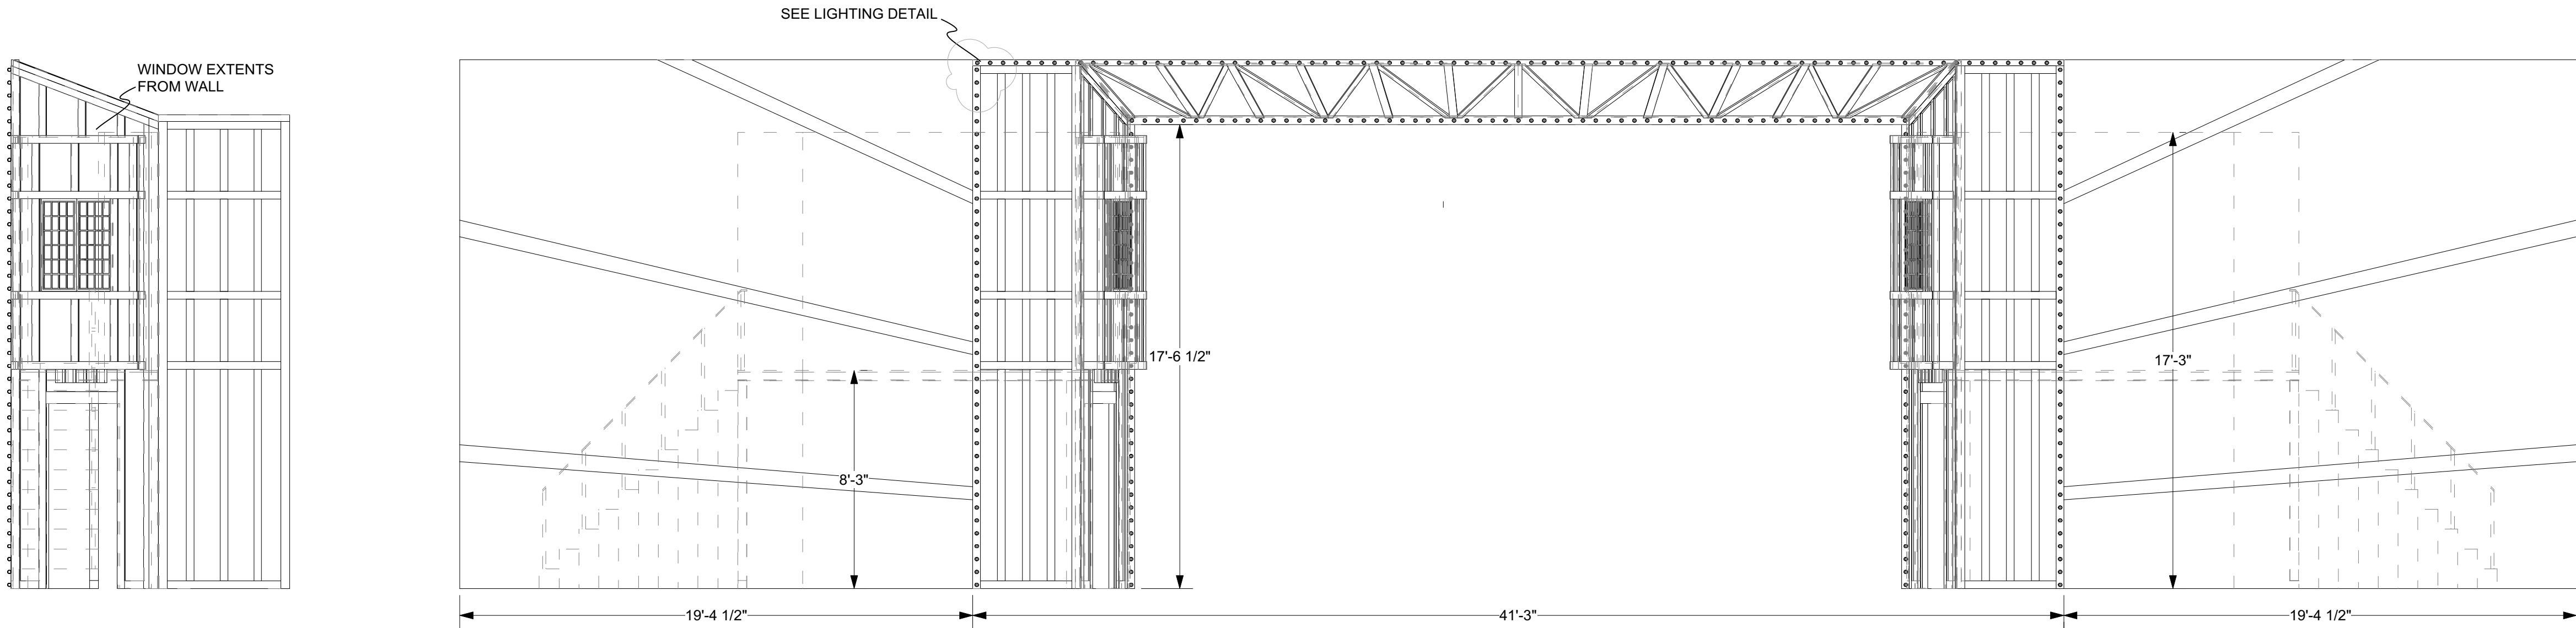 SEE LIGHTING DETAIL
WINDOW EXTENTS
FROM WALL
17'-6 1/2"
17'-3"
8'-3"
19'-4 1/2"
41'-3"
19'-4 1/2"